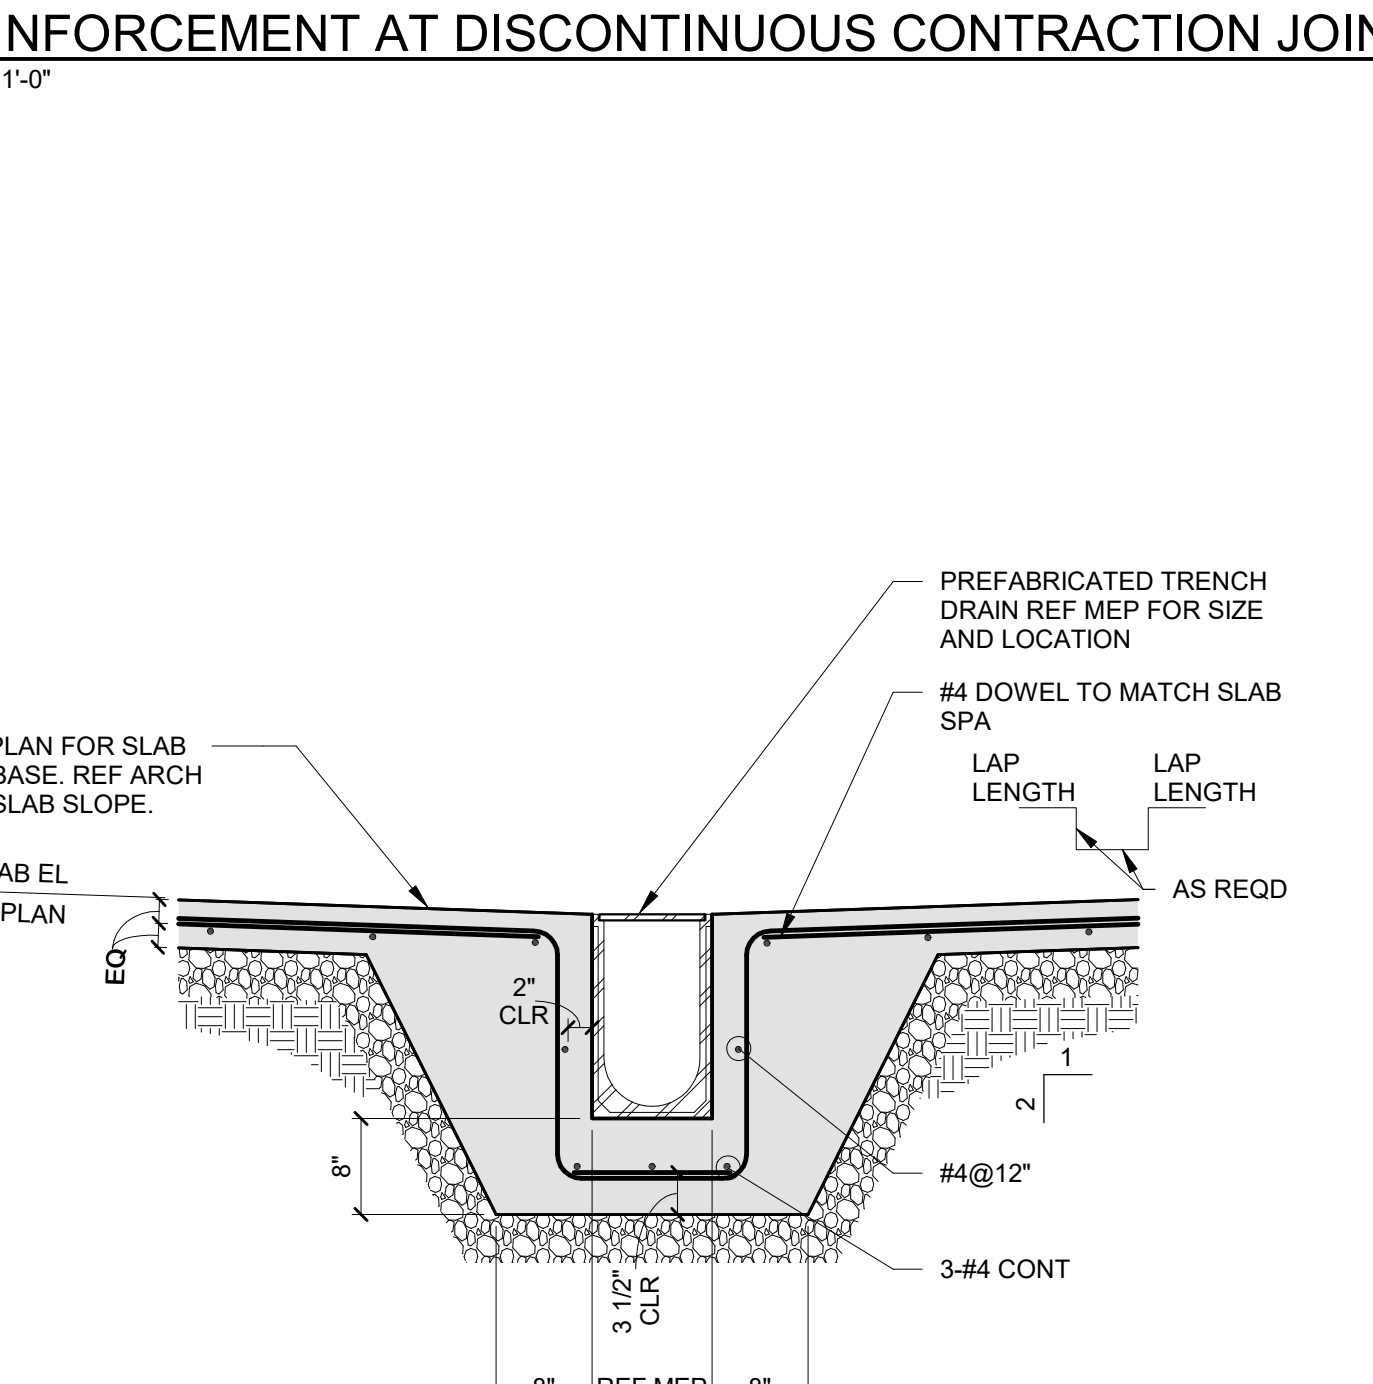 NFORCEMENT AT DISCONTINUOUS CONTRACTION JOIN
1'-0"
PREFABRICATED TRENCH
DRAIN REF MEP FOR SIZE
AND LOCATION
#4 DOWEL TO MATCH SLAB
SPA
PLAN FOR SLAB
BASE. REF ARCH
SLAB SLOPE.
LAP
LENGTH
LAP
LENGTH
AS REQD
AB EL
PLAN
EQ
2"
CLR
1
2
8"
#4@12"
3-#4 CONT
3 1/2"
CLR
8"
REF MEP
8"